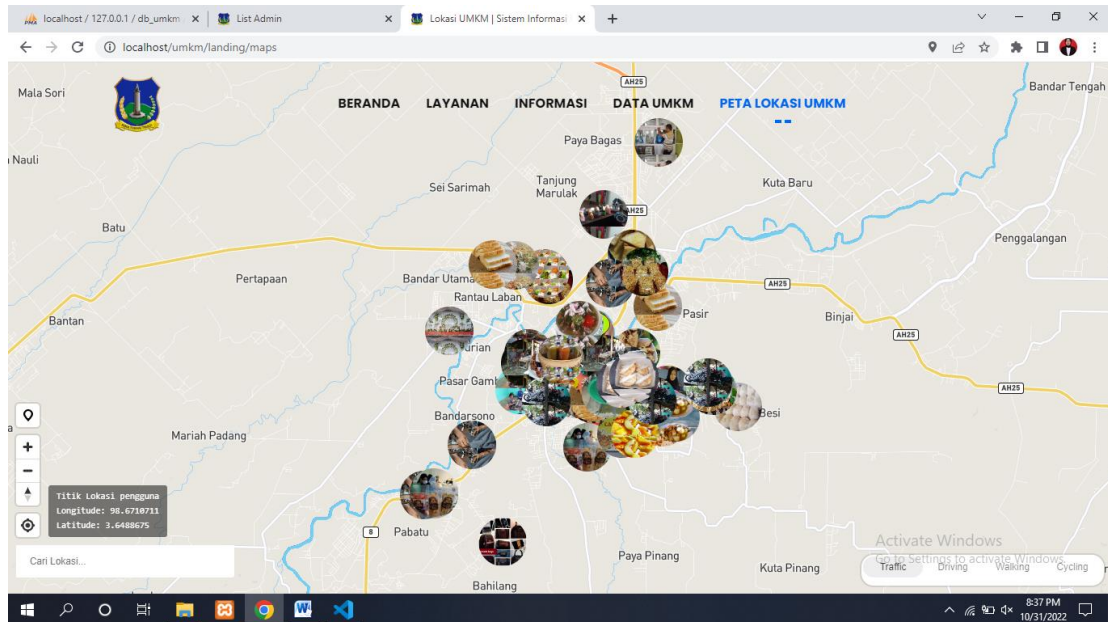 localhost / 127.0.0.1 / db_umkm
List Admin
Lokasi UMKM | Sistem Informasi
localhost/umkm/landing/maps
BERANDA LAYANAN INFORMASI DATA UMKM PETA LOKASI UMKM
AH25
Mala Sori
Bandar Tengah
Paya Bagas
Nauli
Tanjung
Marulak
Sei Sarimah
Kuta Baru
AH25
Batu
Penggalangan
Pertapaan
Bandar Utama
AH25
Rantau Laban
Pasir
Binjai
Bantan
AH25
Pasar Gam
AH25
Bandarsono
Besi
Mariah Padang
Titik Lokasi pengguna
Longitude: 98.6710711
Latitude: 3.6488675
8
Pabatu
Activate Windows
Go to Settings to activate Windows.
Cari Lokasi...
Paya Pinang
Kuta Pinang
Traffic Driving Walking Cycling
Bahilang
8:37 PM
10/31/2022